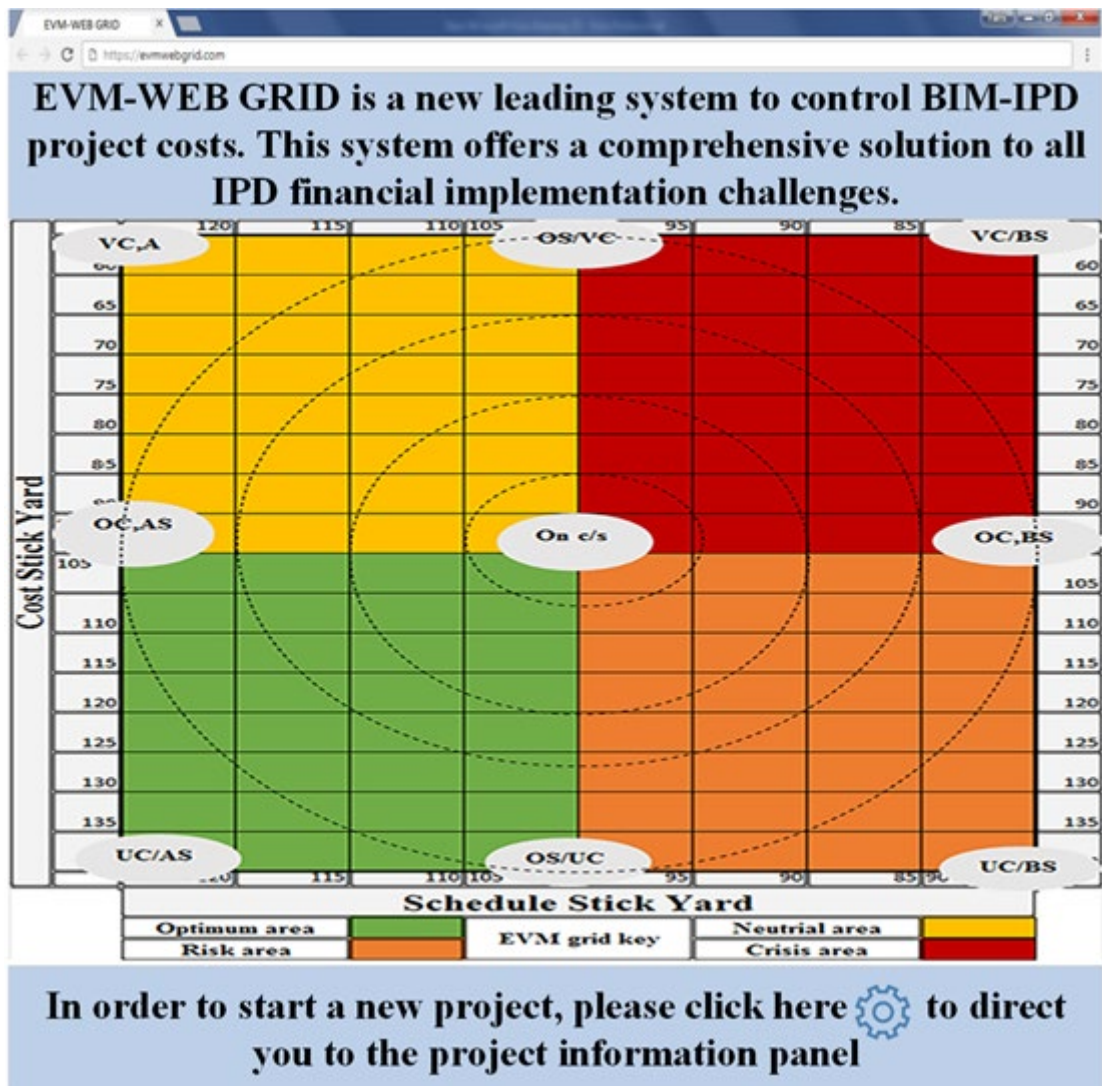 EVM-WEB GRID
https://evmwebgrid.com
EVM-WEB GRID is a new leading system to control BIM-IPD
project costs. This system offers a comprehensive solution to all
IPD financial implementation challenges.
120 115 110 105 95 90 85
VC,A OS/VC VC/BS
60 60
65 65
70 70
75 75
80 80
85 85
90
OC,AS On c/s OC,BS
105 105
110 110
115 115
120 120
125 125
130 130
135 135
UC/AS OS/UC UC/BS
120 115 110 105 95 90 85
Cost Stick Yard
Schedule Stick Yard
Optimum area EVM grid key Neutrial area
Risk area Crisis area
In order to start a new project, please click here to direct
you to the project information panel